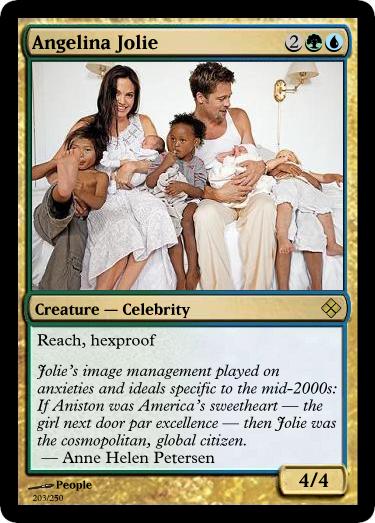 Angelina Jolie 2
Creature — Celebrity
Reach, hexproof
Jolie's image management played on
anxieties and ideals specific to the mid-2000s:
If Aniston was America's sweetheart — the
girl next door par excellence — then Jolie was
the cosmopolitan, global citizen.
— Anne Helen Petersen
4/4
People
203/250